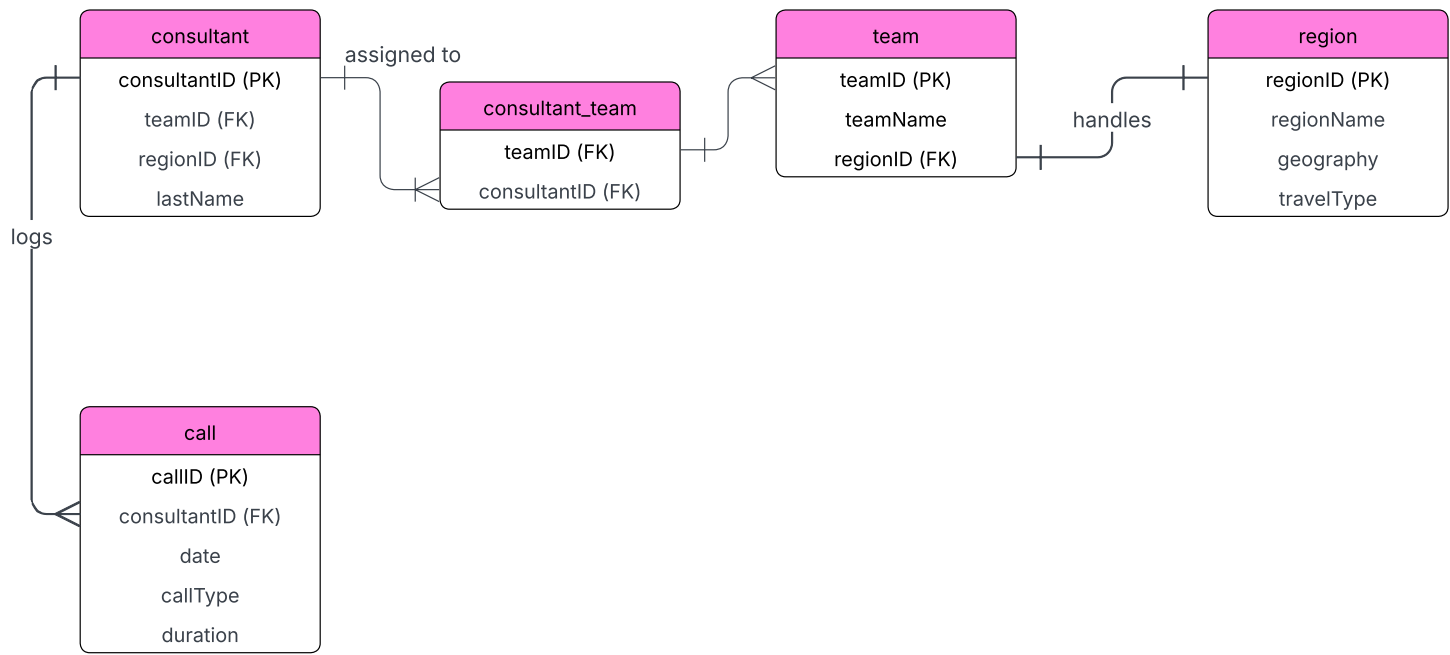 consultant
consultantID (PK)
teamID (FK)
regionID (FK)
lastName
assigned to
consultant_team
teamID (FK)
consultantID (FK)
team
teamID (PK)
teamName
regionID (FK)
handles
region
regionID (PK)
regionName
geography
travelType
logs
call
callID (PK)
consultantID (FK)
date
callType
duration